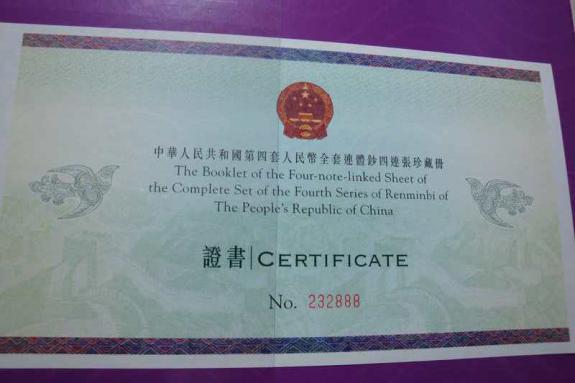 中華人民共和國第四套人民幣全套連體鈔四連張珍藏冊
The Booklet of the Four-note-linked Sheet of
the Complete Set of the Fourth Series of Renminbi of
The People's Republic of China
證書|CERTIFICATE
No. 232888